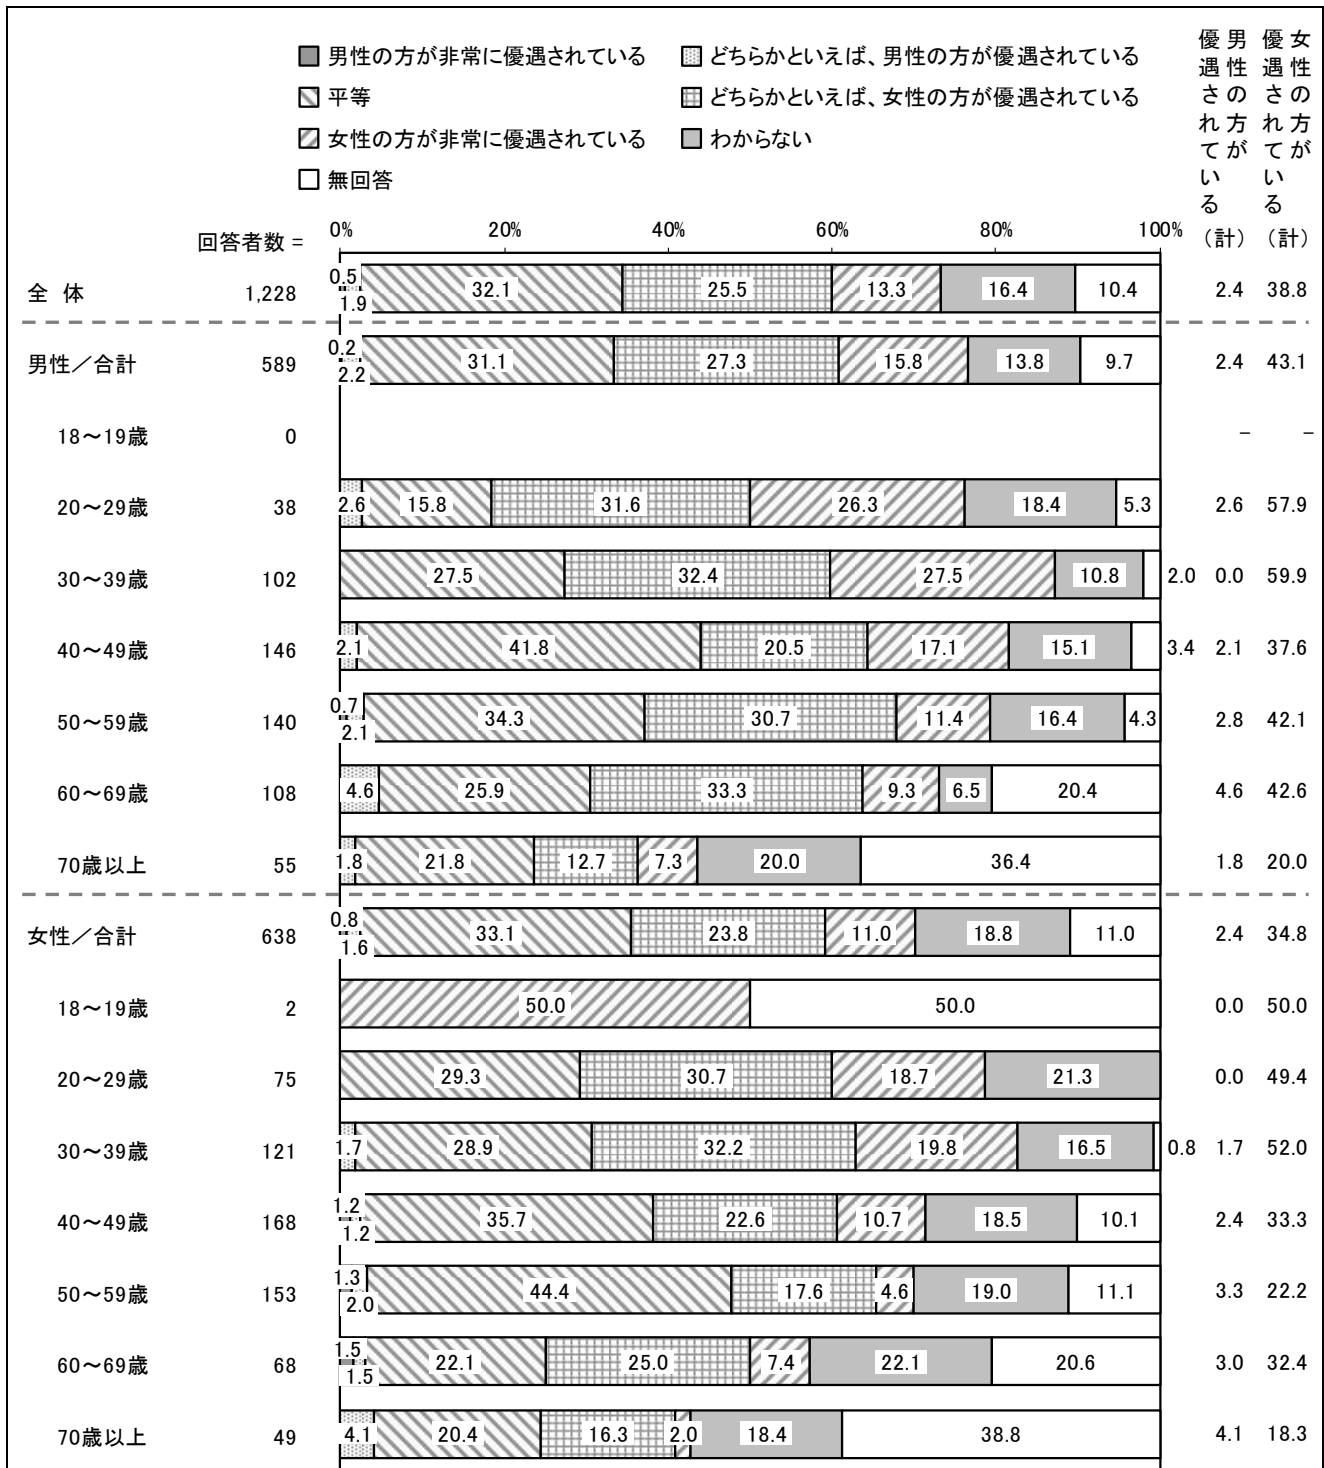 男性の方が非常に優遇されている どちらかといえば、男性の方が優遇されている
平等 どちらかといえば、女性の方が優遇されている
女性の方が非常に優遇されている わからない
無回答
男性の方が優遇されている（計）
女性の方が優遇されている（計）
回答者数 = 0% 20% 40% 60% 80% 100%
全 体 1,228 0.5 1.9 32.1 25.5 13.3 16.4 10.4 2.4 38.8
男性／合計 589 0.2 2.2 31.1 27.3 15.8 13.8 9.7 2.4 43.1
18～19歳 0 － －
20～29歳 38 2.6 15.8 31.6 26.3 18.4 5.3 2.6 57.9
30～39歳 102 27.5 32.4 27.5 10.8 2.0 0.0 59.9
40～49歳 146 2.1 41.8 20.5 17.1 15.1 3.4 2.1 37.6
50～59歳 140 0.7 2.1 34.3 30.7 11.4 16.4 4.3 2.8 42.1
60～69歳 108 4.6 25.9 33.3 9.3 6.5 20.4 4.6 42.6
70歳以上 55 1.8 21.8 12.7 7.3 20.0 36.4 1.8 20.0
女性／合計 638 0.8 1.6 33.1 23.8 11.0 18.8 11.0 2.4 34.8
18～19歳 2 50.0 50.0 0.0 50.0
20～29歳 75 29.3 30.7 18.7 21.3 0.0 49.4
30～39歳 121 1.7 28.9 32.2 19.8 16.5 0.8 1.7 52.0
40～49歳 168 1.2 1.2 35.7 22.6 10.7 18.5 10.1 2.4 33.3
50～59歳 153 1.3 2.0 44.4 17.6 4.6 19.0 11.1 3.3 22.2
60～69歳 68 1.5 1.5 22.1 25.0 7.4 22.1 20.6 3.0 32.4
70歳以上 49 4.1 20.4 16.3 2.0 18.4 38.8 4.1 18.3